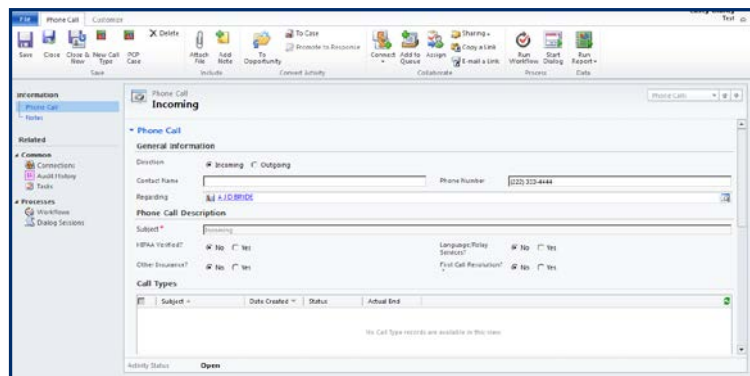 File Phone Call Customize
Test
Save Close Close & New New Call Type PCP Case Delete Attach File Add Note To Opportunity To Case Promote to Response Connect Add to Queue Assign Sharing Copy a Link E-mail a Link Run Workflow Start Dialog Run Report
Save Include Convert Activity Collaborate Process Data
Information
Phone Call
Notes
Related
Common
Connections
Audit History
Tasks
Processes
Workflows
Dialog Sessions
Phone Call
Incoming
Phone Calls
Phone Call
General Information
Direction Incoming Outgoing
Contact Name Phone Number (222) 333-4444
Regarding A JO BRIDE
Phone Call Description
Subject * Incoming
HIPAA Verified? No Yes Language/Relay Services? No Yes
Other Insurance? No Yes First Call Resolution? * No Yes
Call Types
Subject Date Created Status Actual End
No Call Type records are available in this view.
Activity Status Open